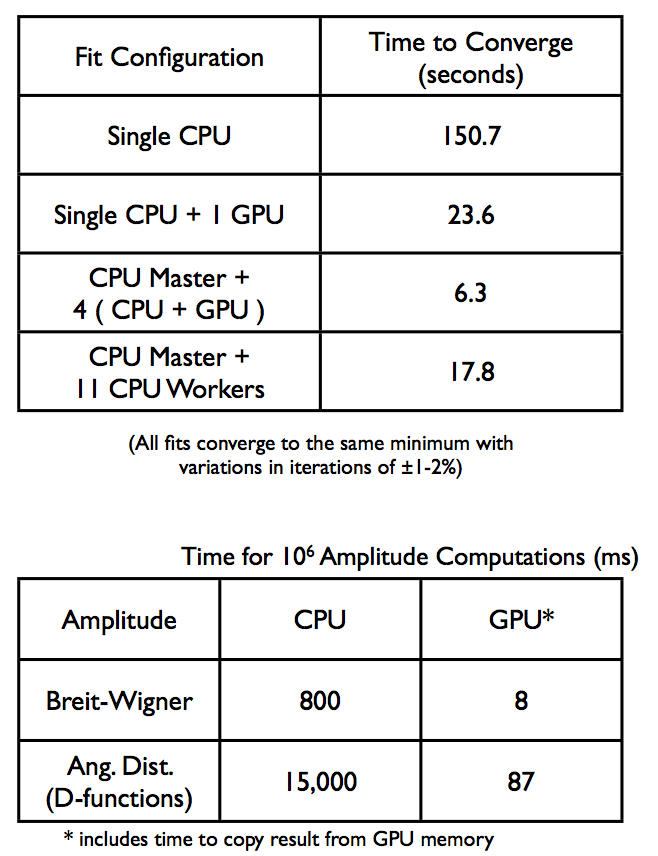 Fit Configuration
Time to Converge
(seconds)
Single CPU
150.7
Single CPU + 1 GPU
23.6
CPU Master +
4 ( CPU + GPU )
6.3
CPU Master +
11 CPU Workers
17.8
(All fits converge to the same minimum with
variations in iterations of ±1-2%)
Time for 10⁶ Amplitude Computations (ms)
Amplitude
CPU
GPU*
Breit-Wigner
800
8
Ang. Dist.
(D-functions)
15,000
87
* includes time to copy result from GPU memory